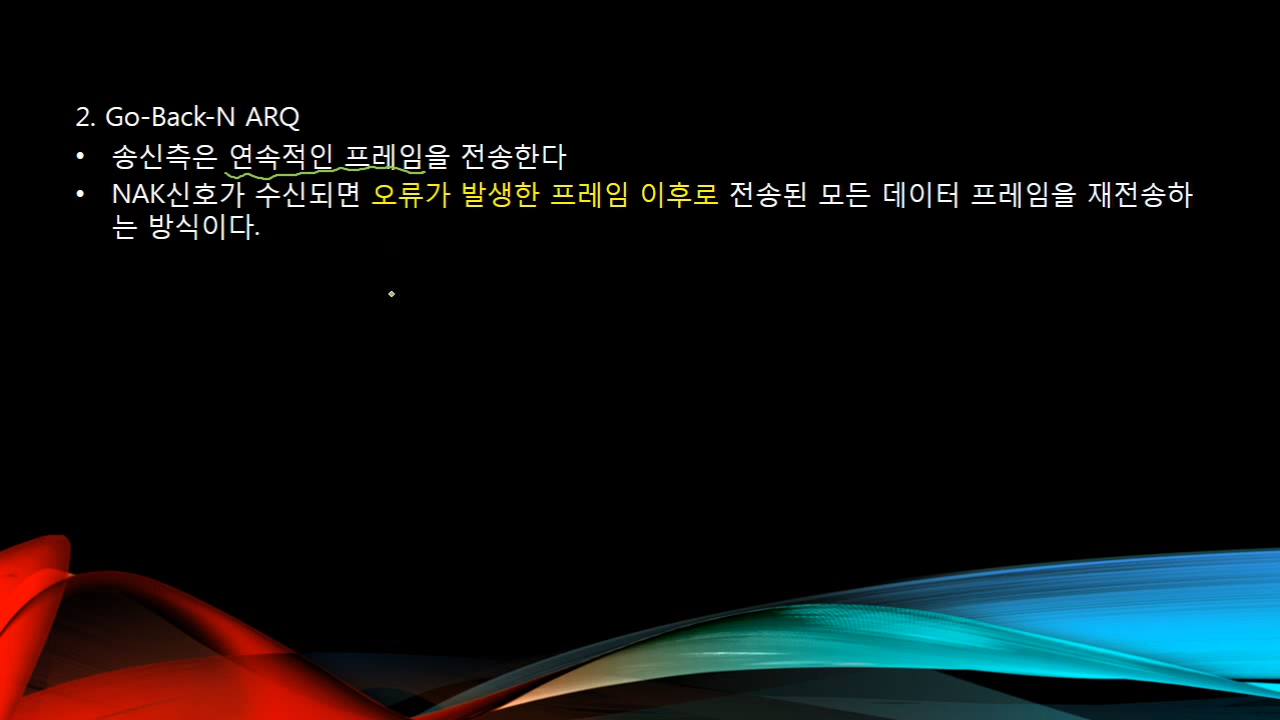 2. Go-Back-N ARQ
• 송신측은 연속적인 프레임을 전송한다
• NAK신호가 수신되면 오류가 발생한 프레임 이후로 전송된 모든 데이터 프레임을 재전송하
는 방식이다.